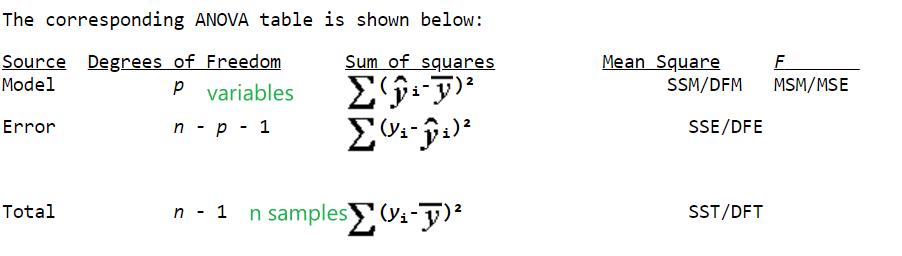 The corresponding ANOVA table is shown below:
Source Degrees of Freedom Sum of squares Mean Square F
Model p variables ∑(ŷi-ȳ)² SSM/DFM MSM/MSE
Error n - p - 1 ∑(yi-ŷi)² SSE/DFE
Total n - 1 n samples ∑(yi-ȳ)² SST/DFT